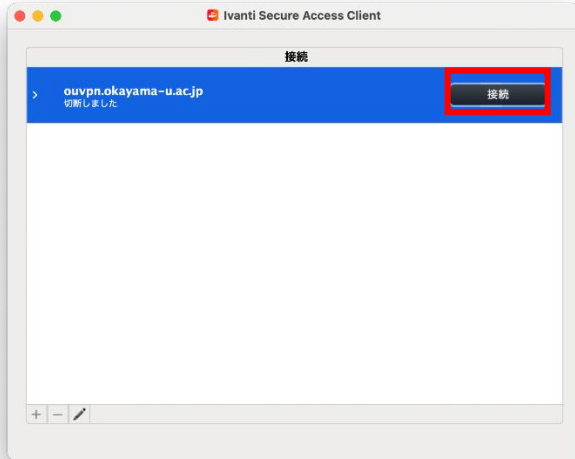 Ivanti Secure Access Client
接続
ouvpn.okayama-u.ac.jp
接続
切断しました